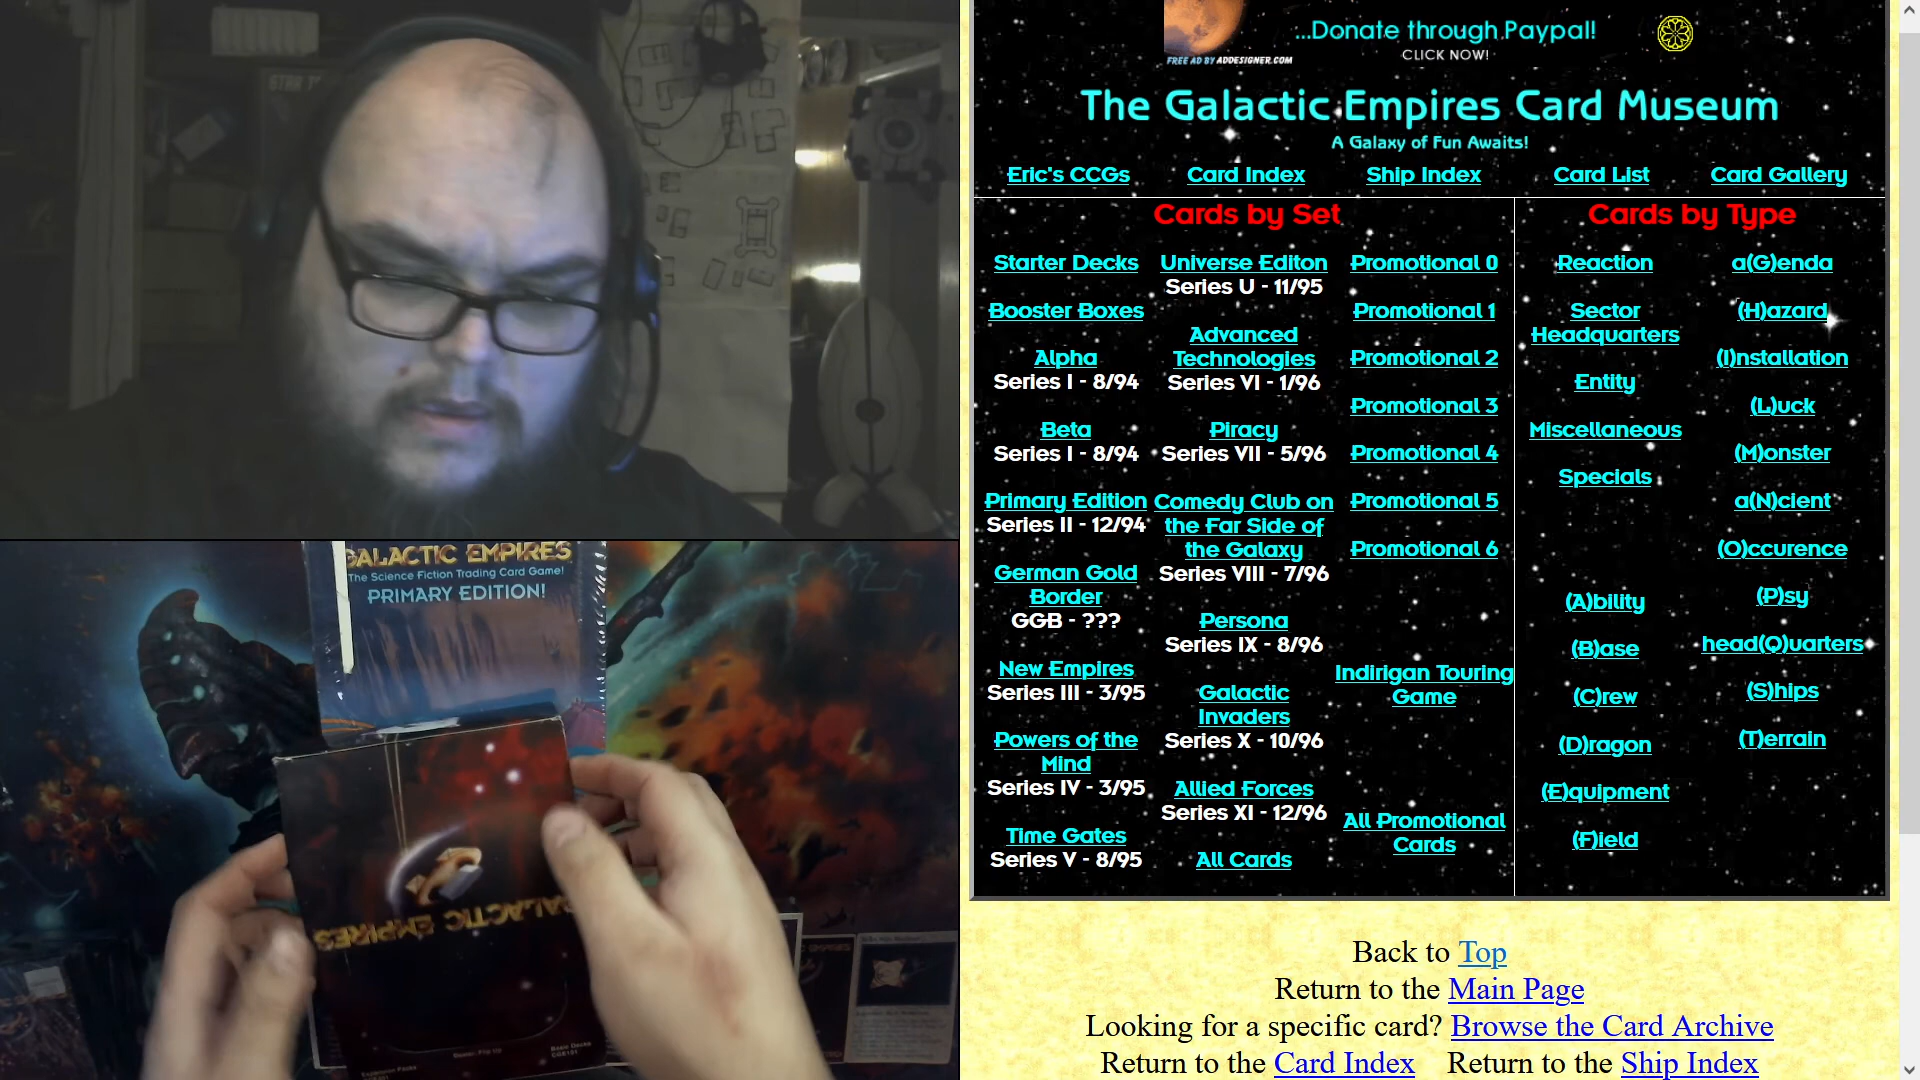 STAR
GALACTIC EMPIRES
The Science Fiction Trading Card Game!
PRIMARY EDITION!
GALACTIC EMPIRES
...Donate through Paypal!
CLICK NOW!
FREE AD BY ADDESIGNER.COM
The Galactic Empires Card Museum
A Galaxy of Fun Awaits!
Eric's CCGs Card Index Ship Index Card List Card Gallery
Cards by Set
Starter Decks
Booster Boxes
Alpha
Series I - 8/94
Beta
Series I - 8/94
Primary Edition
Series II - 12/94
German Gold
Border
GGB - ???
New Empires
Series III - 3/95
Powers of the
Mind
Series IV - 3/95
Time Gates
Series V - 8/95
Universe Editon
Series U - 11/95
Advanced
Technologies
Series VI - 1/96
Piracy
Series VII - 5/96
Comedy Club on
the Far Side of
the Galaxy
Series VIII - 7/96
Persona
Series IX - 8/96
Galactic
Invaders
Series X - 10/96
Allied Forces
Series XI - 12/96
All Cards
Promotional 0
Promotional 1
Promotional 2
Promotional 3
Promotional 4
Promotional 5
Promotional 6
Indirigan Touring
Game
All Promotional
Cards
Cards by Type
Reaction
Sector
Headquarters
Entity
Miscellaneous
Specials
(A)bility
(B)ase
(C)rew
(D)ragon
(E)quipment
(F)ield
a(G)enda
(H)azard
(I)nstallation
(L)uck
(M)onster
a(N)cient
(O)ccurence
(P)sy
head(Q)uarters
(S)hips
(T)errain
Back to Top
Return to the Main Page
Looking for a specific card? Browse the Card Archive
Return to the Card Index Return to the Ship Index